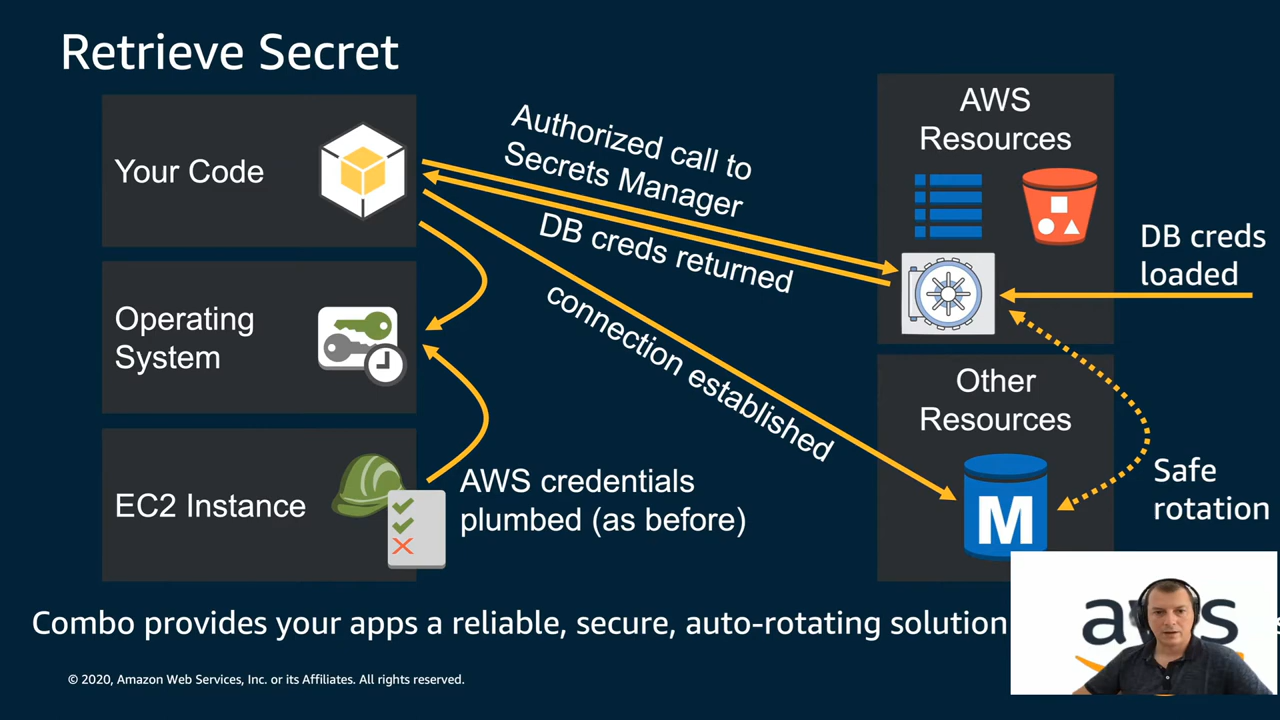 Retrieve Secret
Your Code
Operating
System
EC2 Instance
Authorized call to
Secrets Manager
DB creds returned
connection established
AWS credentials
plumbed (as before)
AWS
Resources
Other
Resources
M
DB creds
loaded
Safe
rotation
Combo provides your apps a reliable, secure, auto-rotating solution
aws
© 2020, Amazon Web Services, Inc. or its Affiliates. All rights reserved.